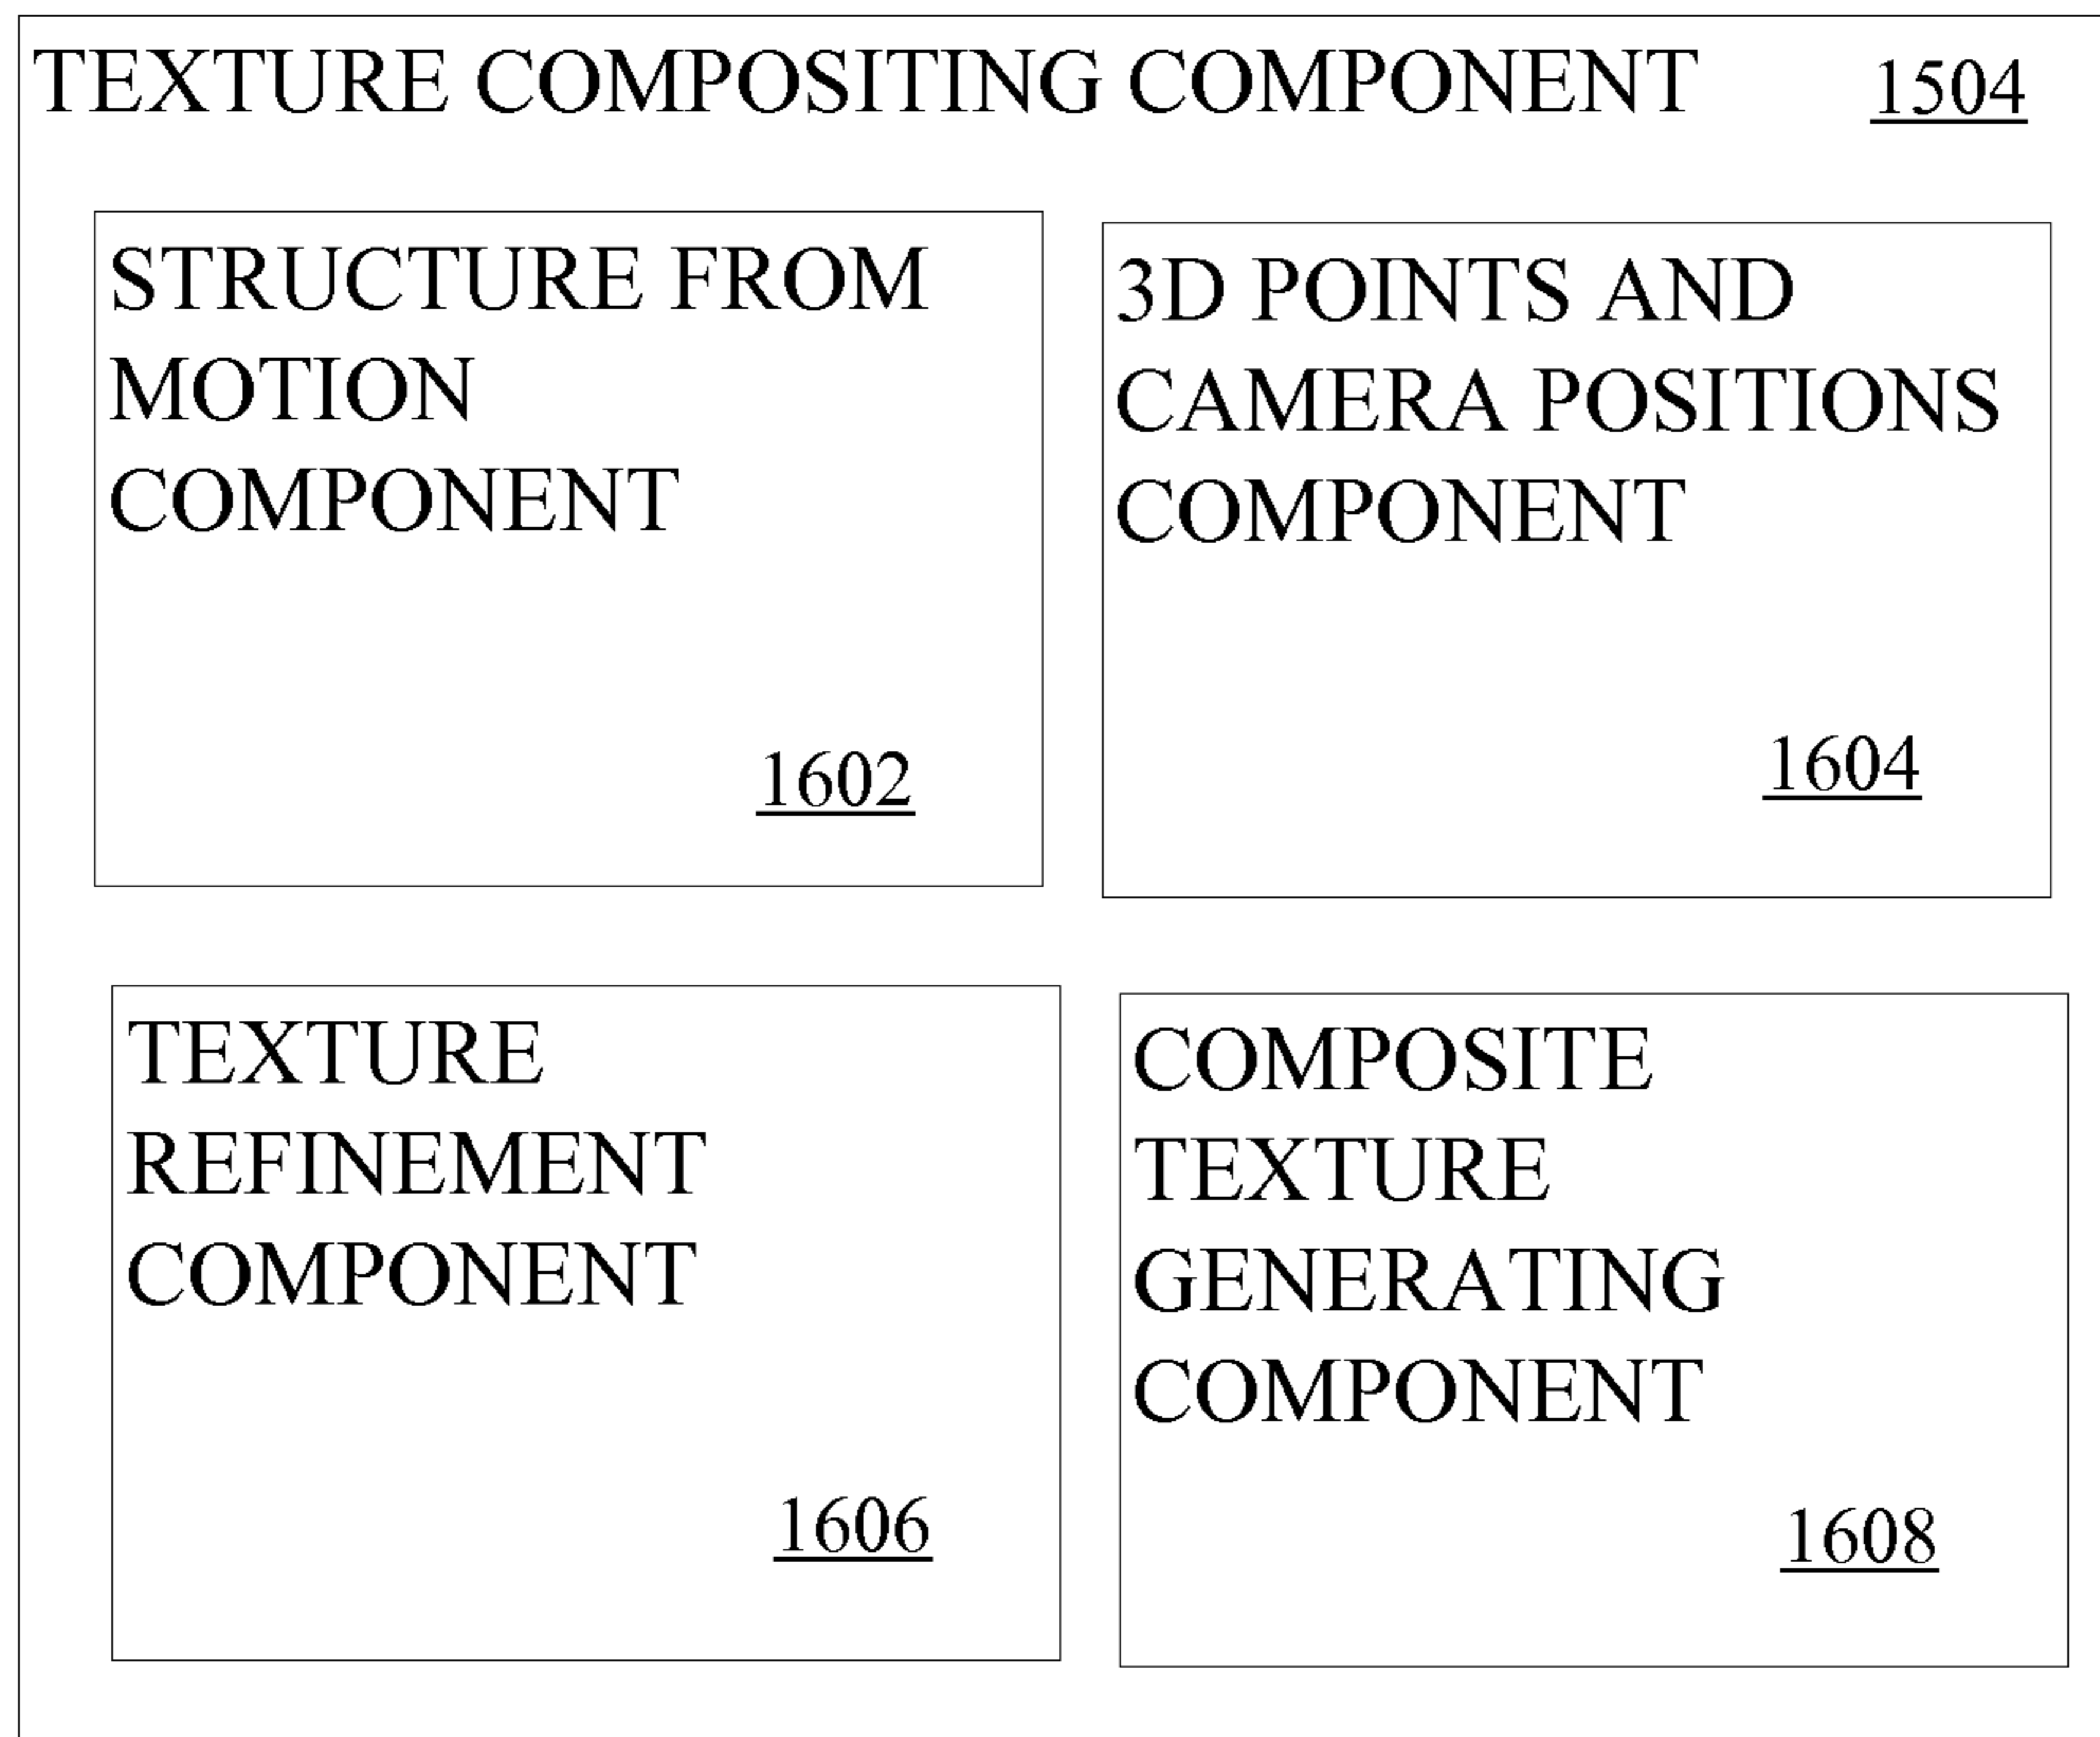 TEXTURE COMPOSITING COMPONENT 1504
STRUCTURE FROM
MOTION
COMPONENT
1602
3D POINTS AND
CAMERA POSITIONS
COMPONENT
1604
TEXTURE
REFINEMENT
COMPONENT
1606
COMPOSITE
TEXTURE
GENERATING
COMPONENT
1608